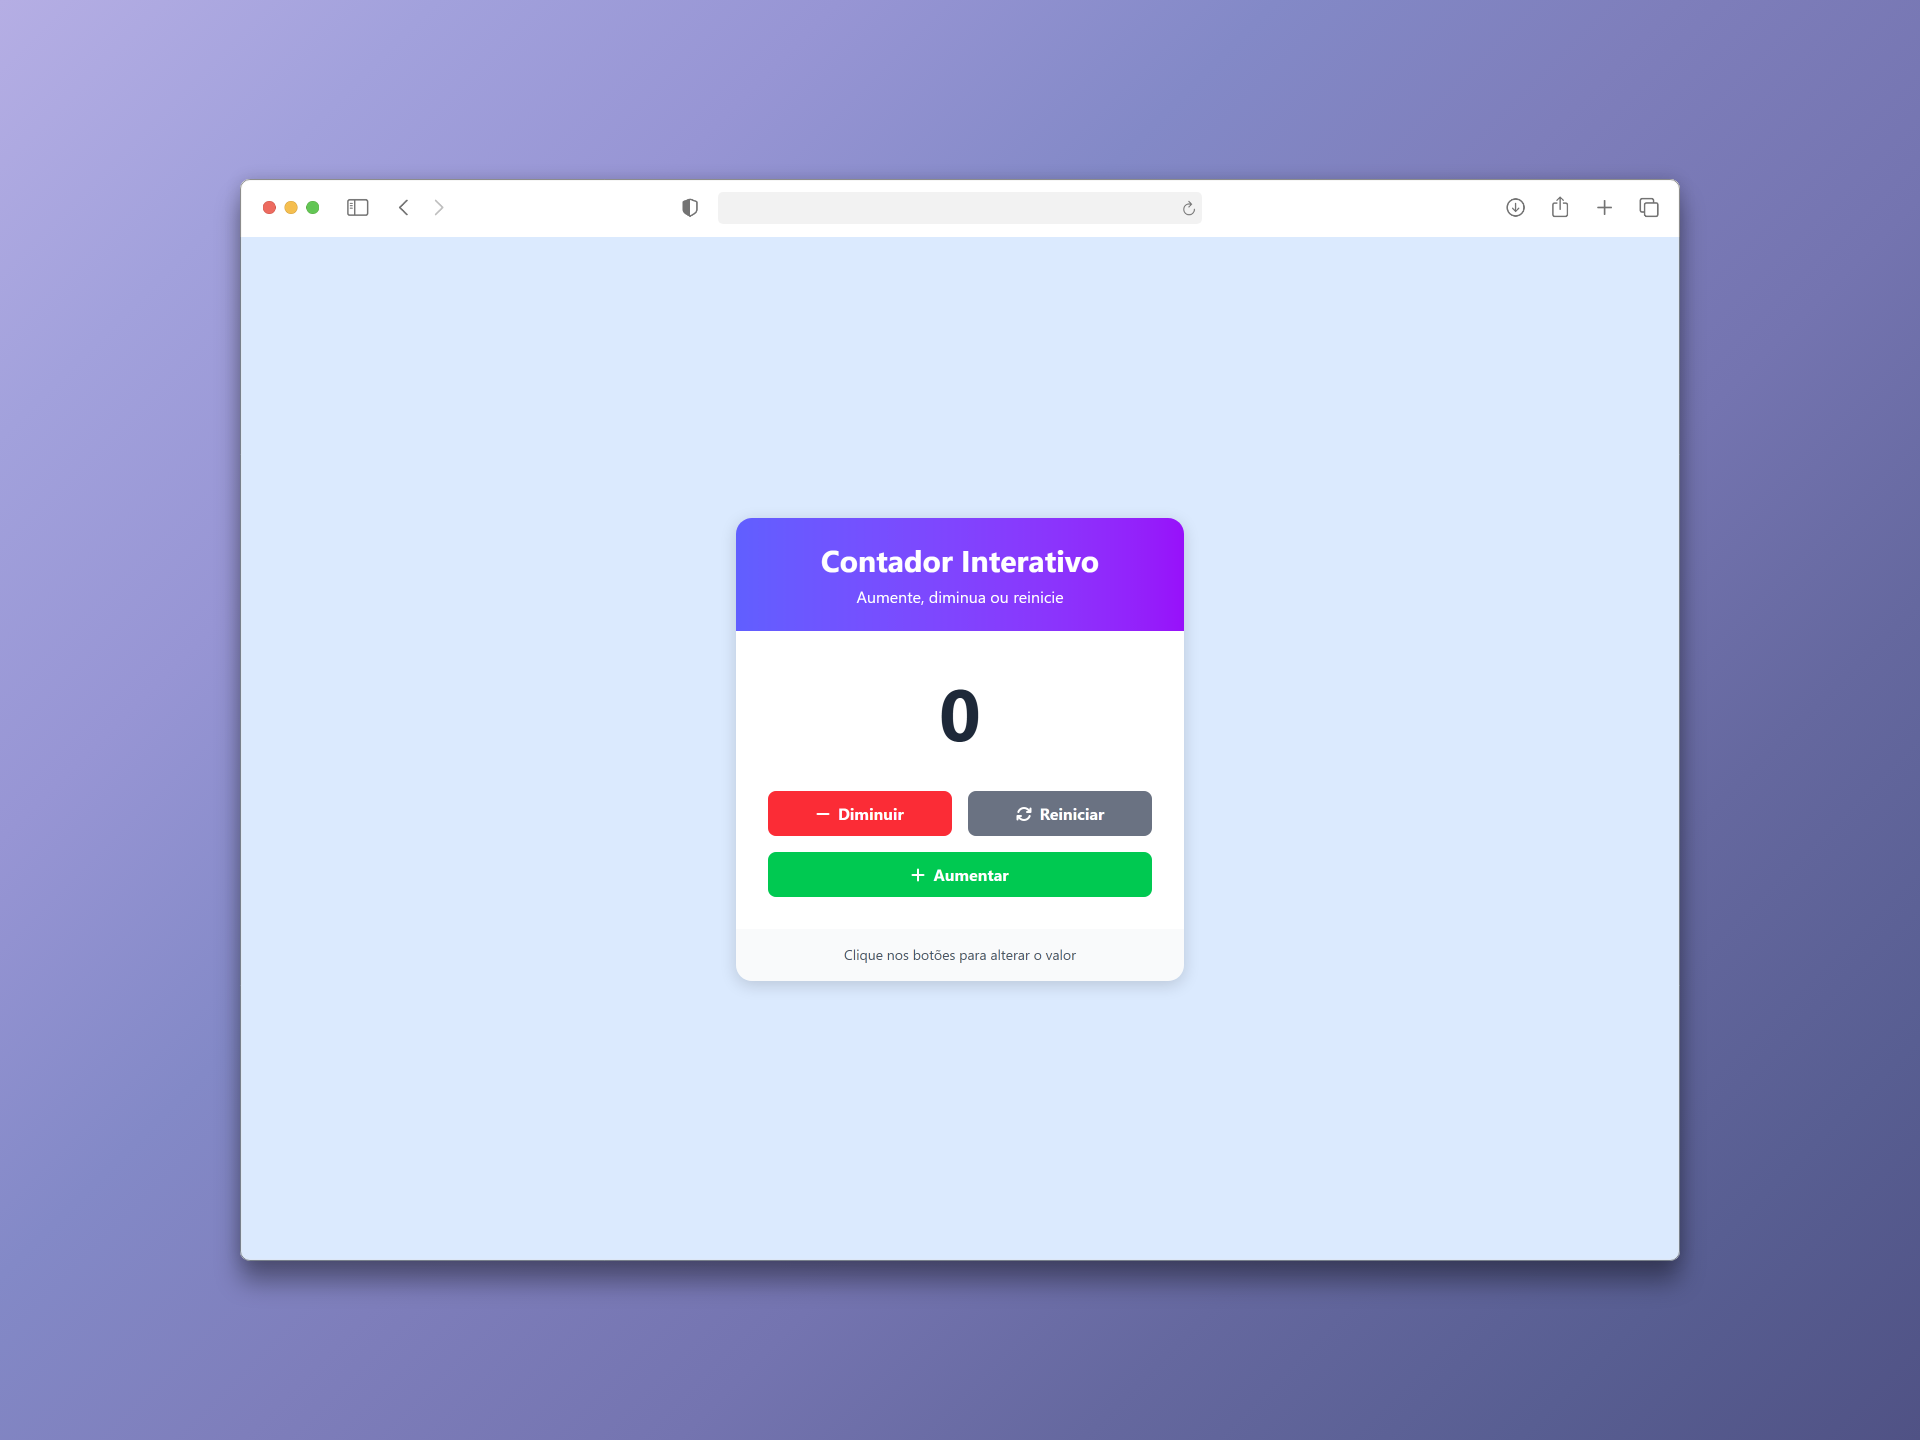 Contador Interativo
Aumente, diminua ou reinicie
0
Diminuir
Reiniciar
Aumentar
Clique nos botões para alterar o valor